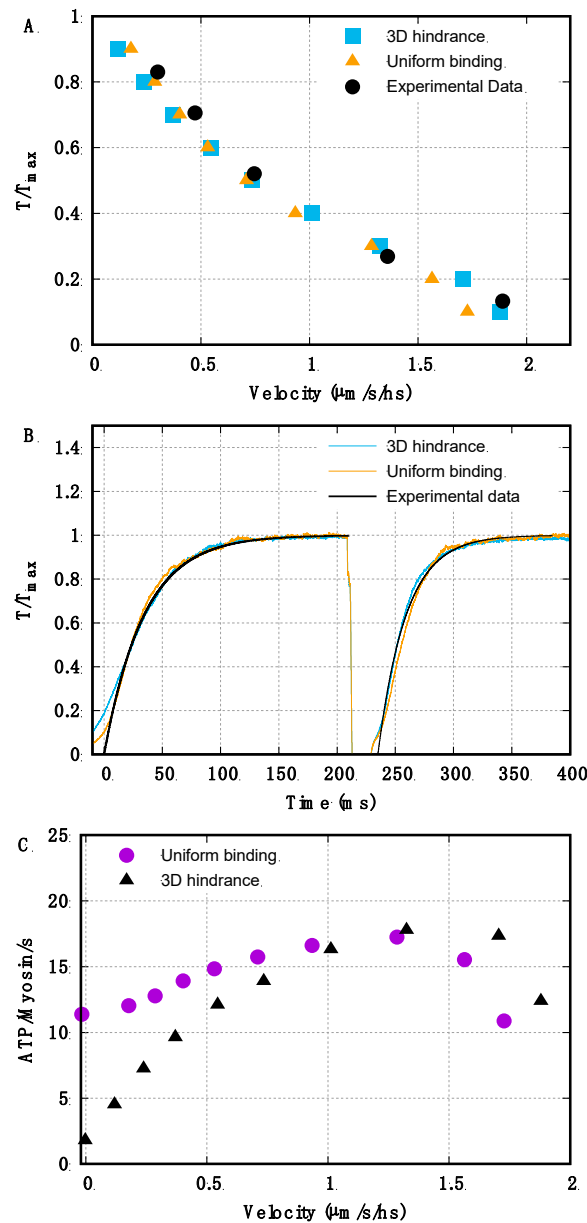 A.
1
0.8
0.6
0.4
0.2
0
T/Tmax
3D hindrance
Uniform binding
Experimental Data
0. 0.5 1. 1.5 2.
Velocity (μm/s/hs)
B.
1.4
1.2
1.
0.8
0.6
0.4
0.2
0
T/Tmax
3D hindrance
Uniform binding
Experimental data
0. 50. 100. 150. 200. 250. 300. 350. 400
Time (ms)
C.
25
20
15
10
5
0
ATP/Myosin/s
Uniform binding
3D hindrance
0. 0.5 1. 1.5 2.
Velocity (μm/s/hs)